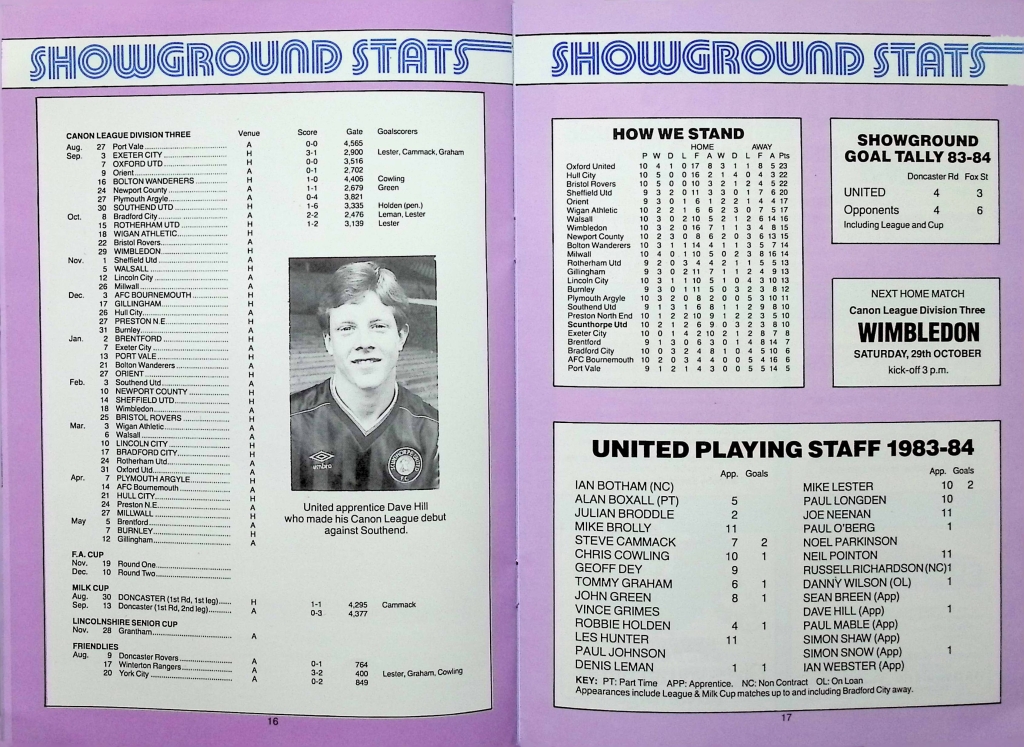 SHOWGROUND STATS
CANON LEAGUE DIVISION THREE Venue Score Gate Goalscorers
Aug. 27 Port Vale A 0-0 4,565
Sep. 3 EXETER CITY H 3-1 2,900 Lester, Cammack, Graham
7 OXFORD UTD H 0-0 3,516
9 Orient A 0-1 2,702
16 BOLTON WANDERERS H 1-0 4,406 Cowling
24 Newport County A 1-1 2,679 Green
27 Plymouth Argyle A 0-4 3,821
30 SOUTHEND UTD H 1-6 3,335 Holden (pen.)
Oct. 8 Bradford City A 2-2 2,476 Leman, Lester
15 ROTHERHAM UTD H 1-2 3,139 Lester
18 WIGAN ATHLETIC H
22 Bristol Rovers A
29 WIMBLEDON H
Nov. 1 Sheffield Utd A
5 WALSALL H
12 Lincoln City A
26 Millwall A
Dec. 3 AFC BOURNEMOUTH H
17 GILLINGHAM H
26 Hull City A
27 PRESTON N.E H
31 Burnley A
Jan. 2 BRENTFORD H
7 Exeter City A
13 PORT VALE H
21 Bolton Wanderers A
27 ORIENT H
Feb. 3 Southend Utd A
10 NEWPORT COUNTY H
14 SHEFFIELD UTD H
18 Wimbledon A
25 BRISTOL ROVERS H
Mar. 3 Wigan Athletic A
6 Walsall A
10 LINCOLN CITY H
17 BRADFORD CITY H
24 Rotherham Utd A
31 Oxford Utd A
Apr. 7 PLYMOUTH ARGYLE H
14 AFC Bournemouth A
21 HULL CITY H
24 Preston N.E A
27 MILLWALL H
May 5 Brentford A
7 BURNLEY H
12 Gillingham A
F.A. CUP
Nov. 19 Round One
Dec. 10 Round Two
MILK CUP
Aug. 30 DONCASTER (1st Rd, 1st leg) H 1-1 4,295 Cammack
Sep. 13 Doncaster (1st Rd, 2nd leg) A 0-3 4,377
LINCOLNSHIRE SENIOR CUP
Nov. 28 Grantham A
FRIENDLIES
Aug. 9 Doncaster Rovers A 0-1 764
17 Winterton Rangers A 3-2 400 Lester, Graham, Cowling
20 York City A 0-2 849
umbro
United apprentice Dave Hill
who made his Canon League debut
against Southend.
16
SHOWGROUND STATS
HOW WE STAND
HOME AWAY
P W D L F A W D L F A Pts
Oxford United 10 4 1 0 17 8 3 1 1 8 5 23
Hull City 10 5 0 0 16 2 1 4 0 4 3 22
Bristol Rovers 10 5 0 0 10 3 2 1 2 4 5 22
Sheffield Utd 9 3 2 0 11 3 3 0 1 7 6 20
Orient 9 3 0 1 6 1 2 2 1 4 4 17
Wigan Athletic 10 2 2 1 6 6 2 3 0 7 5 17
Walsall 10 3 0 2 10 5 2 1 2 6 14 16
Wimbledon 10 3 2 0 16 7 1 1 3 4 8 15
Newport County 10 2 3 0 8 6 2 0 3 6 13 15
Bolton Wanderers 10 3 1 1 14 4 1 1 3 5 7 14
Milwall 10 4 0 1 10 5 0 2 3 8 16 14
Rotherham Utd 9 2 0 3 4 4 2 1 1 5 5 13
Gillingham 9 3 0 2 11 7 1 1 2 4 9 13
Lincoln City 10 3 1 1 10 5 1 0 4 3 10 13
Burnley 9 3 0 1 11 5 0 3 2 3 8 12
Plymouth Argyle 10 3 2 0 8 2 0 0 5 3 10 11
Southend Utd 9 1 3 1 6 8 1 1 2 9 8 10
Preston North End 10 1 2 2 9 7 1 2 2 8 9 10
Scunthorpe Utd 10 2 1 2 6 9 0 3 2 3 8 10
Exeter City 10 0 1 4 2 10 2 1 2 8 7 8
Brentford 9 1 3 0 6 3 0 1 4 8 14 7
Bradford City 10 0 3 2 4 8 1 0 4 5 10 6
AFC Bournemouth 10 2 0 3 4 4 0 0 5 4 16 6
Port Vale 9 1 2 1 4 3 0 0 5 5 14 5
SHOWGROUND
GOAL TALLY 83-84
Doncaster Rd Fox St
UNITED 4 3
Opponents 4 6
Including League and Cup
NEXT HOME MATCH
Canon League Division Three
WIMBLEDON
SATURDAY, 29th OCTOBER
kick-off 3 p.m.
UNITED PLAYING STAFF 1983-84
App. Goals
IAN BOTHAM (NC)
ALAN BOXALL (PT) 5
JULIAN BRODDLE 2
MIKE BROLLY 11
STEVE CAMMACK 7 2
CHRIS COWLING 10 1
GEOFF DEY 9
TOMMY GRAHAM 6 1
JOHN GREEN 8 1
VINCE GRIMES
ROBBIE HOLDEN 4 1
LES HUNTER 11
PAUL JOHNSON
DENIS LEMAN 1 1
App. Goals
MIKE LESTER 10 2
PAUL LONGDEN 10
JOE NEENAN 11
PAUL O'BERG 1
NOEL PARKINSON
NEIL POINTON 11
RUSSELL RICHARDSON (NC) 1
DANNY WILSON (OL) 1
SEAN BREEN (App)
DAVE HILL (App) 1
PAUL MABLE (App)
SIMON SHAW (App)
SIMON SNOW (App) 1
IAN WEBSTER (App)
KEY: PT: Part Time APP: Apprentice. NC: Non Contract OL: On Loan
Appearances include League & Milk Cup matches up to and including Bradford City away.
17